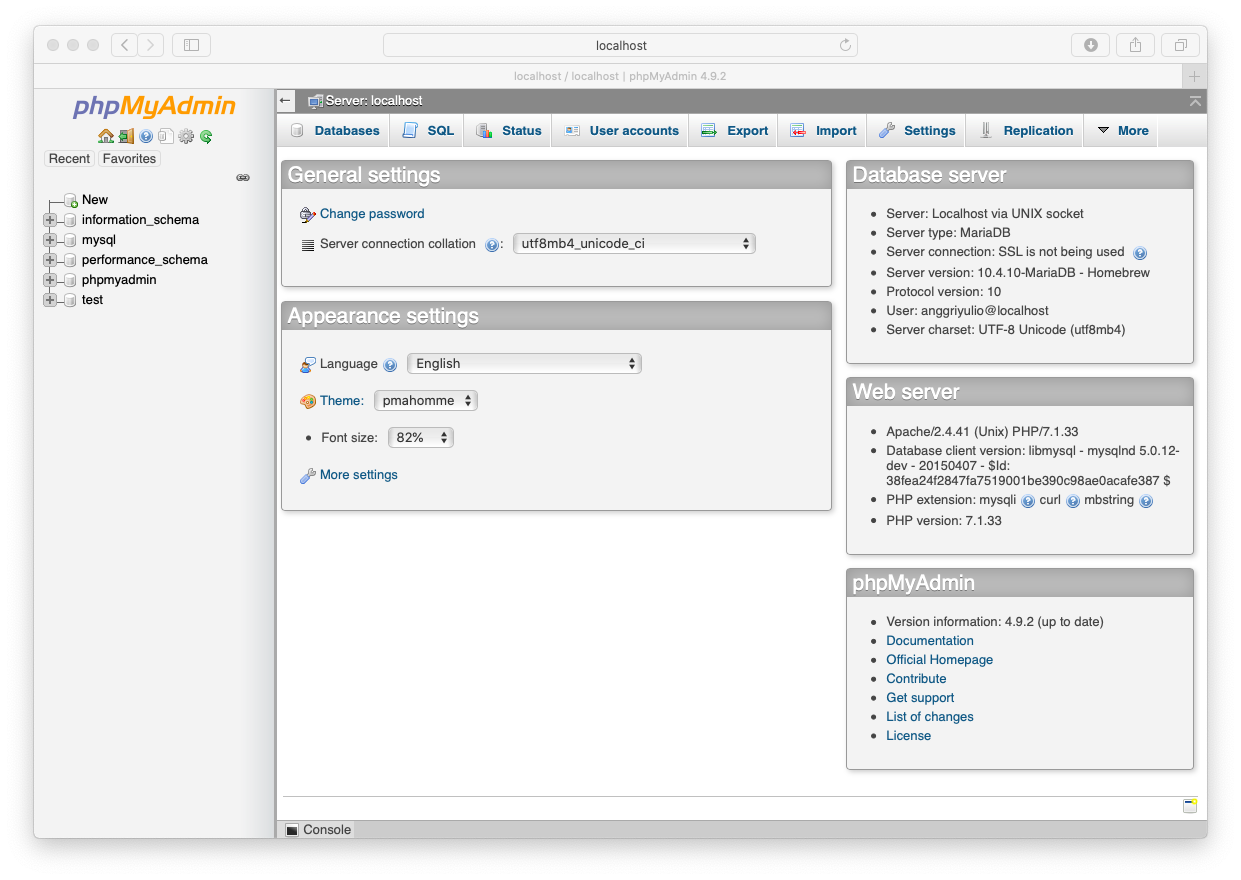 localhost
localhost / localhost | phpMyAdmin 4.9.2
phpMyAdmin
Recent Favorites
New
information_schema
mysql
performance_schema
phpmyadmin
test
Server: localhost
Databases SQL Status User accounts Export Import Settings Replication More
General settings
Change password
Server connection collation : utf8mb4_unicode_ci
Appearance settings
Language English
Theme: pmahomme
Font size: 82%
More settings
Database server
Server: Localhost via UNIX socket
Server type: MariaDB
Server connection: SSL is not being used
Server version: 10.4.10-MariaDB - Homebrew
Protocol version: 10
User: anggriyulio@localhost
Server charset: UTF-8 Unicode (utf8mb4)
Web server
Apache/2.4.41 (Unix) PHP/7.1.33
Database client version: libmysql - mysqlnd 5.0.12-
dev - 20150407 - $Id:
38fea24f2847fa7519001be390c98ae0acafe387 $
PHP extension: mysqli curl mbstring
PHP version: 7.1.33
phpMyAdmin
Version information: 4.9.2 (up to date)
Documentation
Official Homepage
Contribute
Get support
List of changes
License
Console